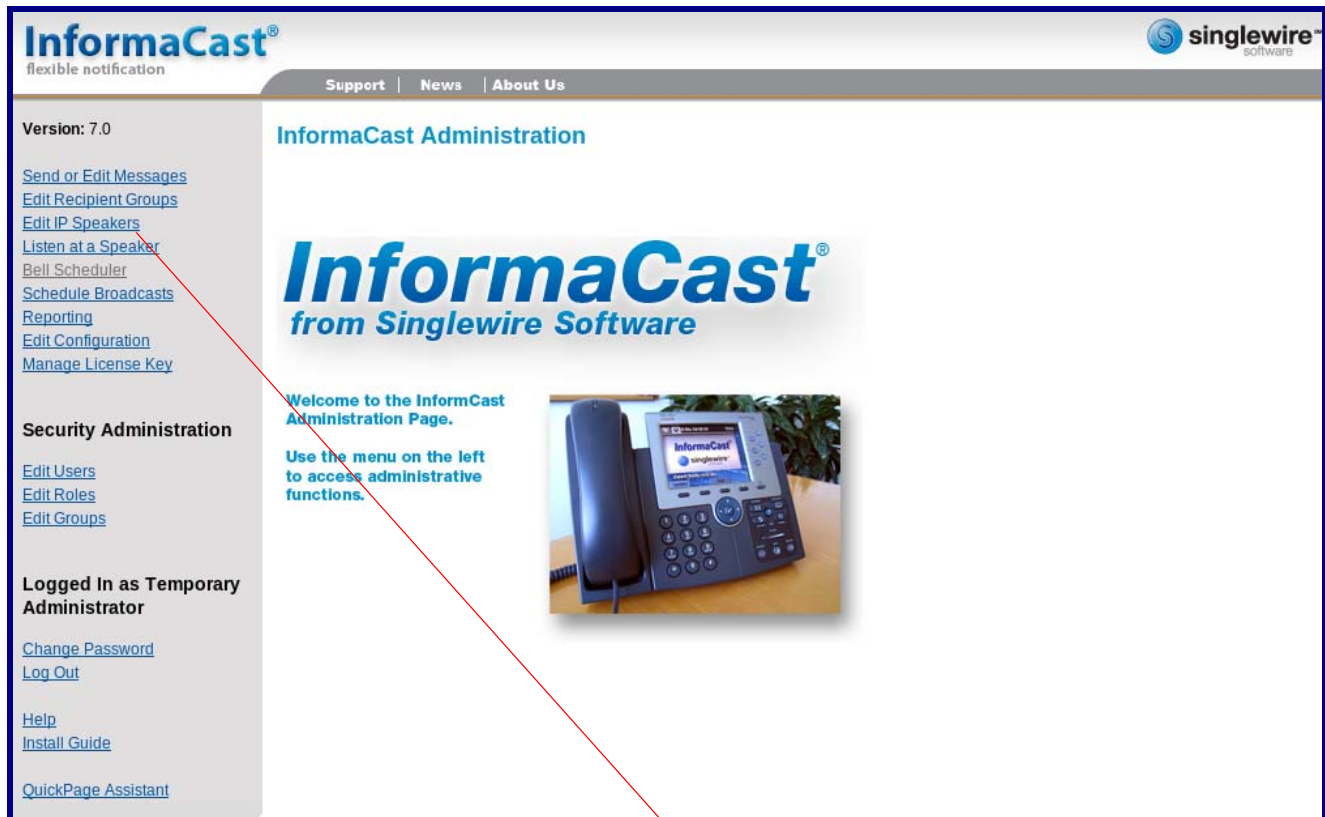 InformaCast®
flexible notification
singlewire
software
Support | News | About Us
Version: 7.0
Send or Edit Messages
Edit Recipient Groups
Edit IP Speakers
Listen at a Speaker
Bell Scheduler
Schedule Broadcasts
Reporting
Edit Configuration
Manage License Key
Security Administration
Edit Users
Edit Roles
Edit Groups
Logged In as Temporary
Administrator
Change Password
Log Out
Help
Install Guide
QuickPage Assistant
InformaCast Administration
InformaCast®
from Singlewire Software
Welcome to the InformCast
Administration Page.
Use the menu on the left
to access administrative
functions.
InformaCast
singlewire